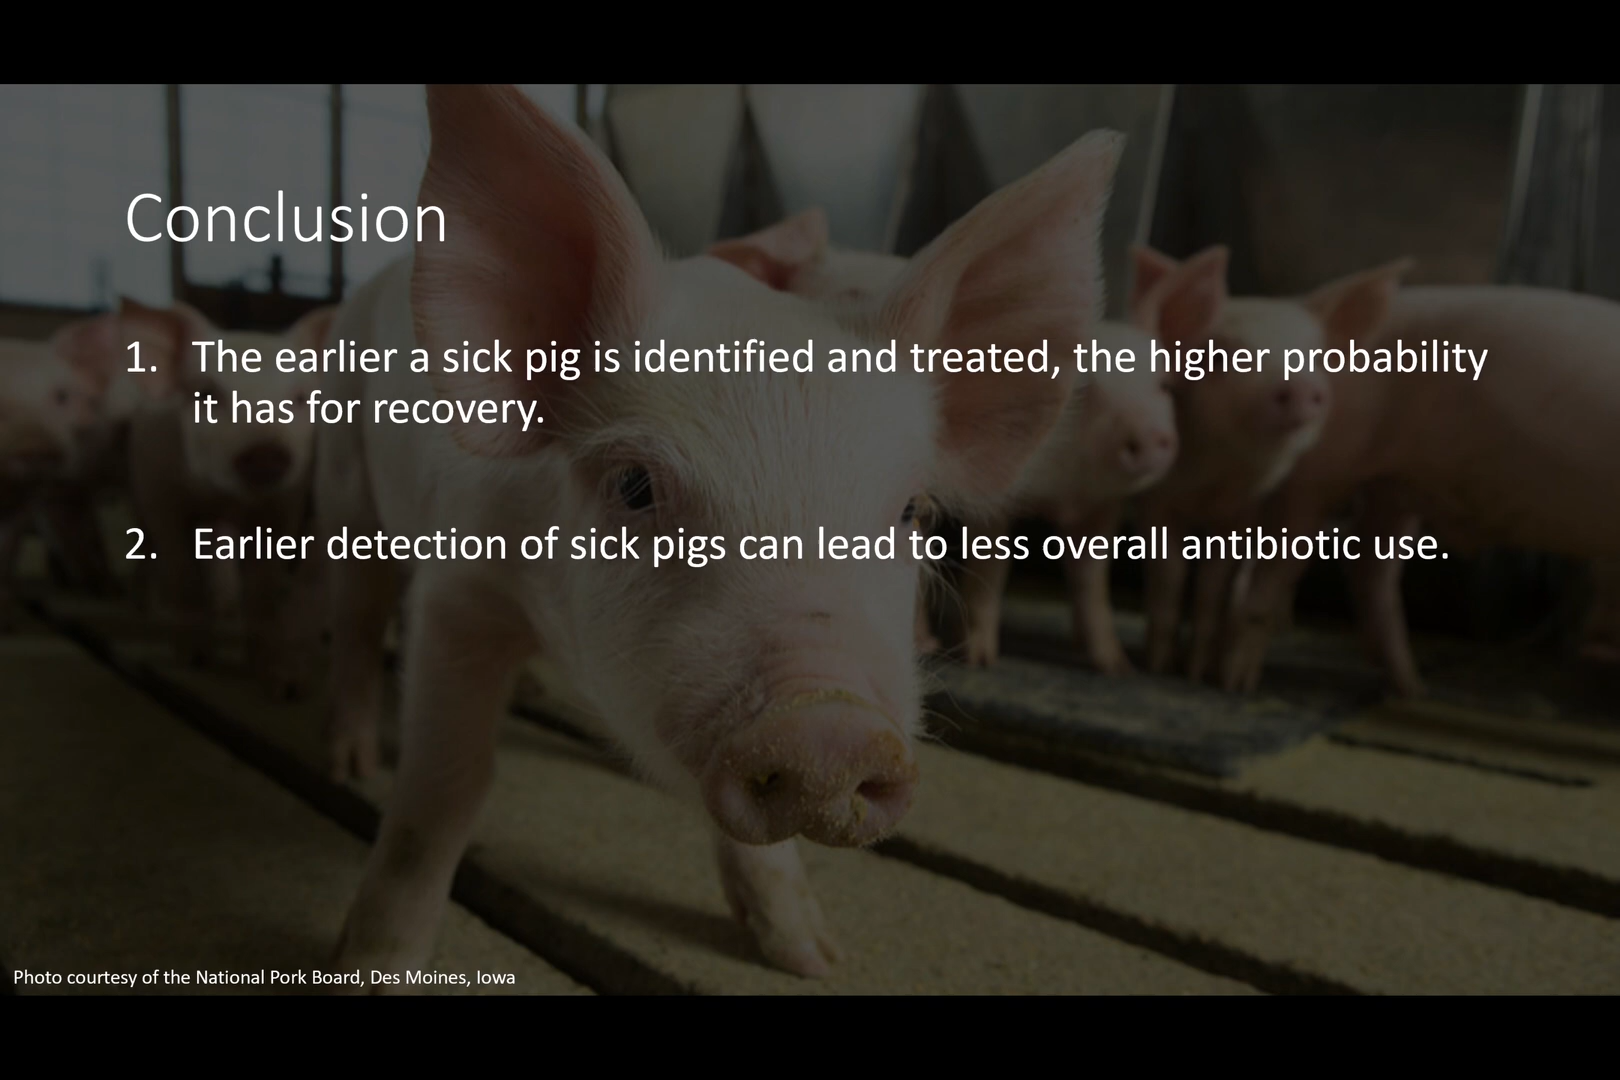 Conclusion
1. The earlier a sick pig is identified and treated, the higher probability
it has for recovery.
2. Earlier detection of sick pigs can lead to less overall antibiotic use.
Photo courtesy of the National Pork Board, Des Moines, Iowa